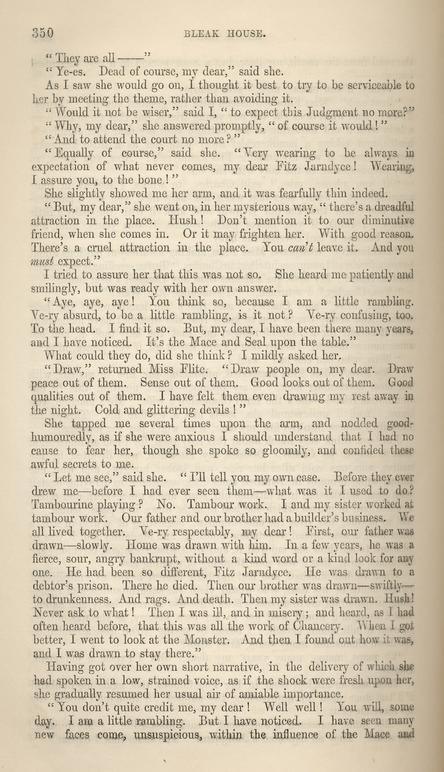 350 BLEAK HOUSE.
“ They are all ——”
“ Ye-es. Dead of course, my dear,” said she.
As I saw she would go on, I thought it best to try to be serviceable to
her by meeting the theme, rather than avoiding it.
“ Would it not be wiser,” said I, “ to expect this Judgment no more?”
“ Why, my dear,” she answered promptly, “ of course it would ! ”
“ And to attend the court no more ? ”
“ Equally of course,” said she. “ Very wearing to be always in
expectation of what never comes, my dear Fitz Jarndyce ! Wearing,
I assure you, to the bone ! ”
She slightly showed me her arm, and it was fearfully thin indeed.
“ But, my dear,” she went on, in her mysterious way, “ there’s a dreadful
attraction in the place. Hush ! Don’t mention it to our diminutive
friend, when she comes in. Or it may frighten her. With good reason.
There’s a cruel attraction in the place. You can’t leave it. And you
must expect.”
I tried to assure her that this was not so. She heard me patiently and
smilingly, but was ready with her own answer.
“ Aye, aye, aye ! You think so, because I am a little rambling.
Ve-ry absurd, to be a little rambling, is it not ? Ve-ry confusing, too.
To the head. I find it so. But, my dear, I have been there many years,
and I have noticed. It’s the Mace and Seal upon the table.”
What could they do, did she think ? I mildly asked her.
“ Draw,” returned Miss Flite. “ Draw people on, my dear. Draw
peace out of them. Sense out of them. Good looks out of them. Good
qualities out of them. I have felt them even drawing my rest away in
the night. Cold and glittering devils ! ”
She tapped me several times upon the arm, and nodded good-
humouredly, as if she were anxious I should understand that I had no
cause to fear her, though she spoke so gloomily, and confided these
awful secrets to me.
“ Let me see,” said she. “ I’ll tell you my own case. Before they ever
drew me—before I had ever seen them—what was it I used to do?
Tambourine playing ? No. Tambour work. I and my sister worked at
tambour work. Our father and our brother had a builder’s business. We
all lived together. Ve-ry respectably, my dear ! First, our father was
drawn—slowly. Home was drawn with him. In a few years, he was a
fierce, sour, angry bankrupt, without a kind word or a kind look for any
one. He had been so different, Fitz Jarndyce. He was drawn to a
debtor’s prison. There he died. Then our brother was drawn—swiftly—
to drunkenness. And rags. And death. Then my sister was drawn. Hush!
Never ask to what ! Then I was ill, and in misery ; and heard, as I had
often heard before, that this was all the work of Chancery. When I got
better, I went to look at the Monster. And then I found out how it was,
and I was drawn to stay there.”
Having got over her own short narrative, in the delivery of which she
had spoken in a low, strained voice, as if the shock were fresh upon her,
she gradually resumed her usual air of amiable importance.
“ You don’t quite credit me, my dear ! Well well ! You will, some
day. I am a little rambling. But I have noticed. I have seen many
new faces come, unsuspicious, within the influence of the Mace and